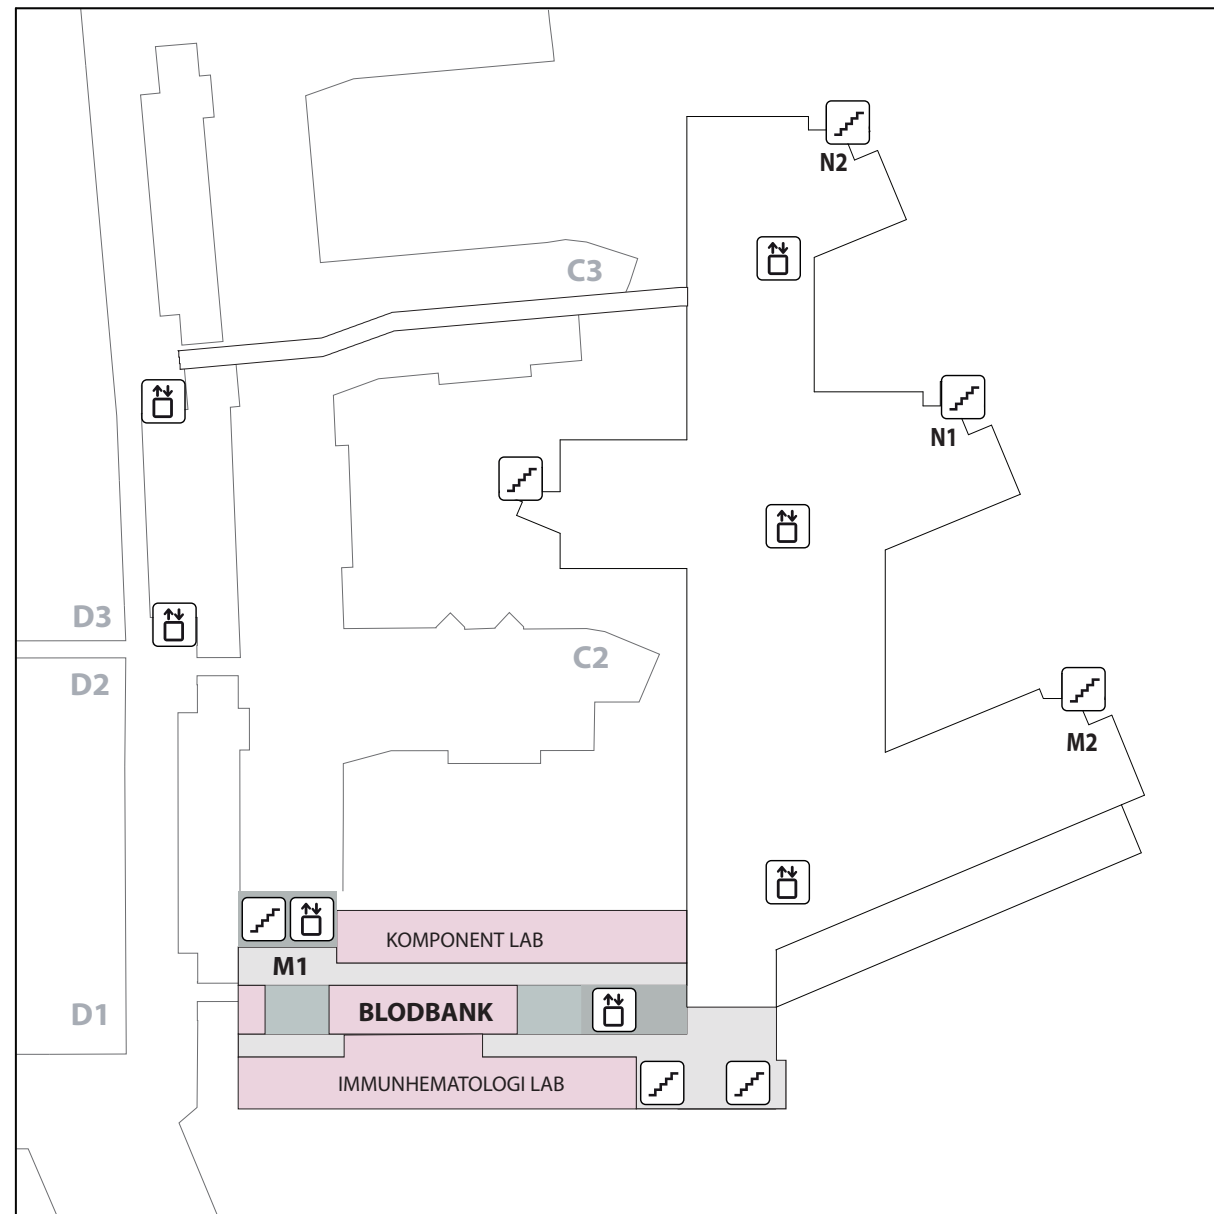 N2
C3
N1
D3
C2
D2
M2
KOMPONENT LAB
M1
BLODBANK
D1
IMMUNHEMATOLOGI LAB